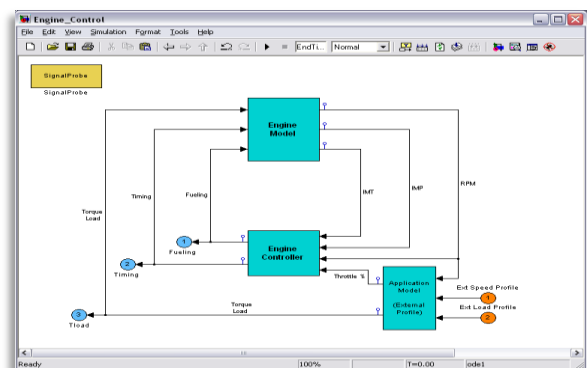 Engine_Control
File Edit View Simulation Format Tools Help
EndTi... Normal
SignalProbe
SignalProbe
Engine
Model
Torque
Load
Timing
Fueling
IMT
IMP
RPM
1
Fueling
Engine
Controller
2
Timing
Throttle %
Application
Model
(External
Profile)
Ext Speed Profile
1
Ext Load Profile
2
Torque
Load
3
Tload
Ready 100% T=0.00 ode1